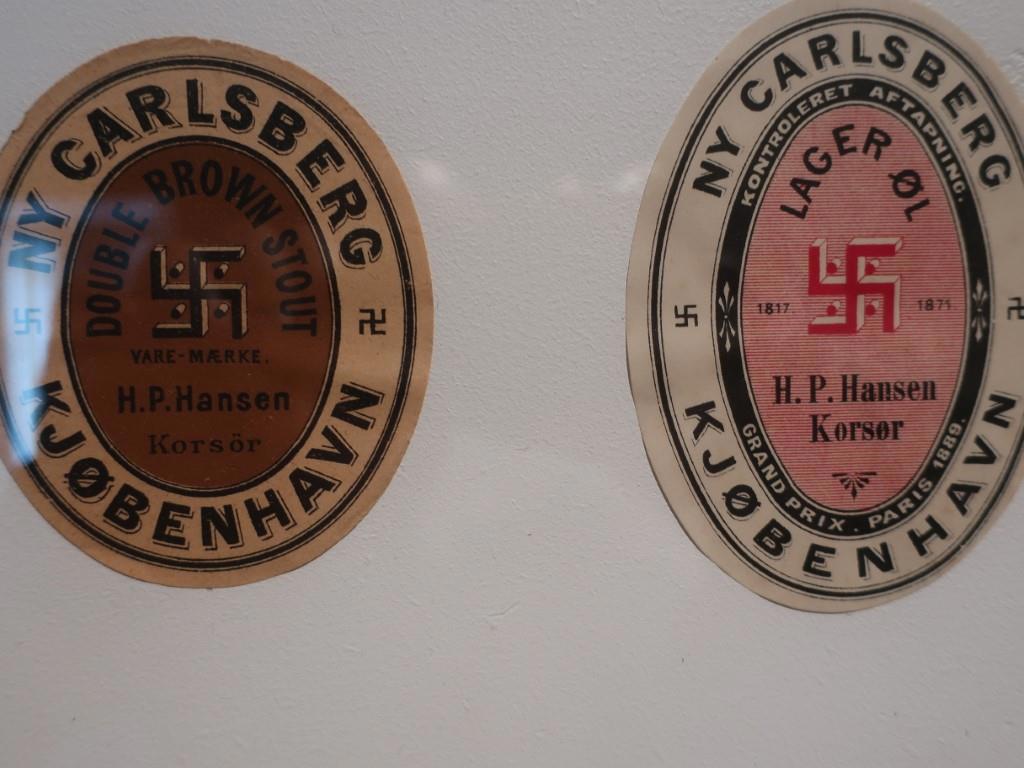 NY CARLSBERG
DOUBLE BROWN STOUT
VARE-MÆRKE.
H.P.Hansen
Korsör
KJØBENHAVN
NY CARLSBERG
KONTROLERET AFTAPNING.
LAGER ØL
1817. 1871.
H. P. Hansen
Korsør
GRAND PRIX. PARIS 1889.
KJØBENHAVN